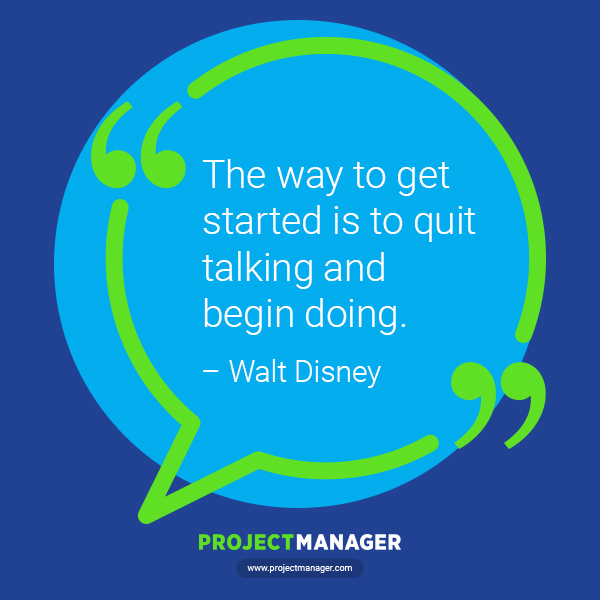 The way to get
started is to quit
talking and
begin doing.
– Walt Disney
PROJECTMANAGER
www.projectmanager.com